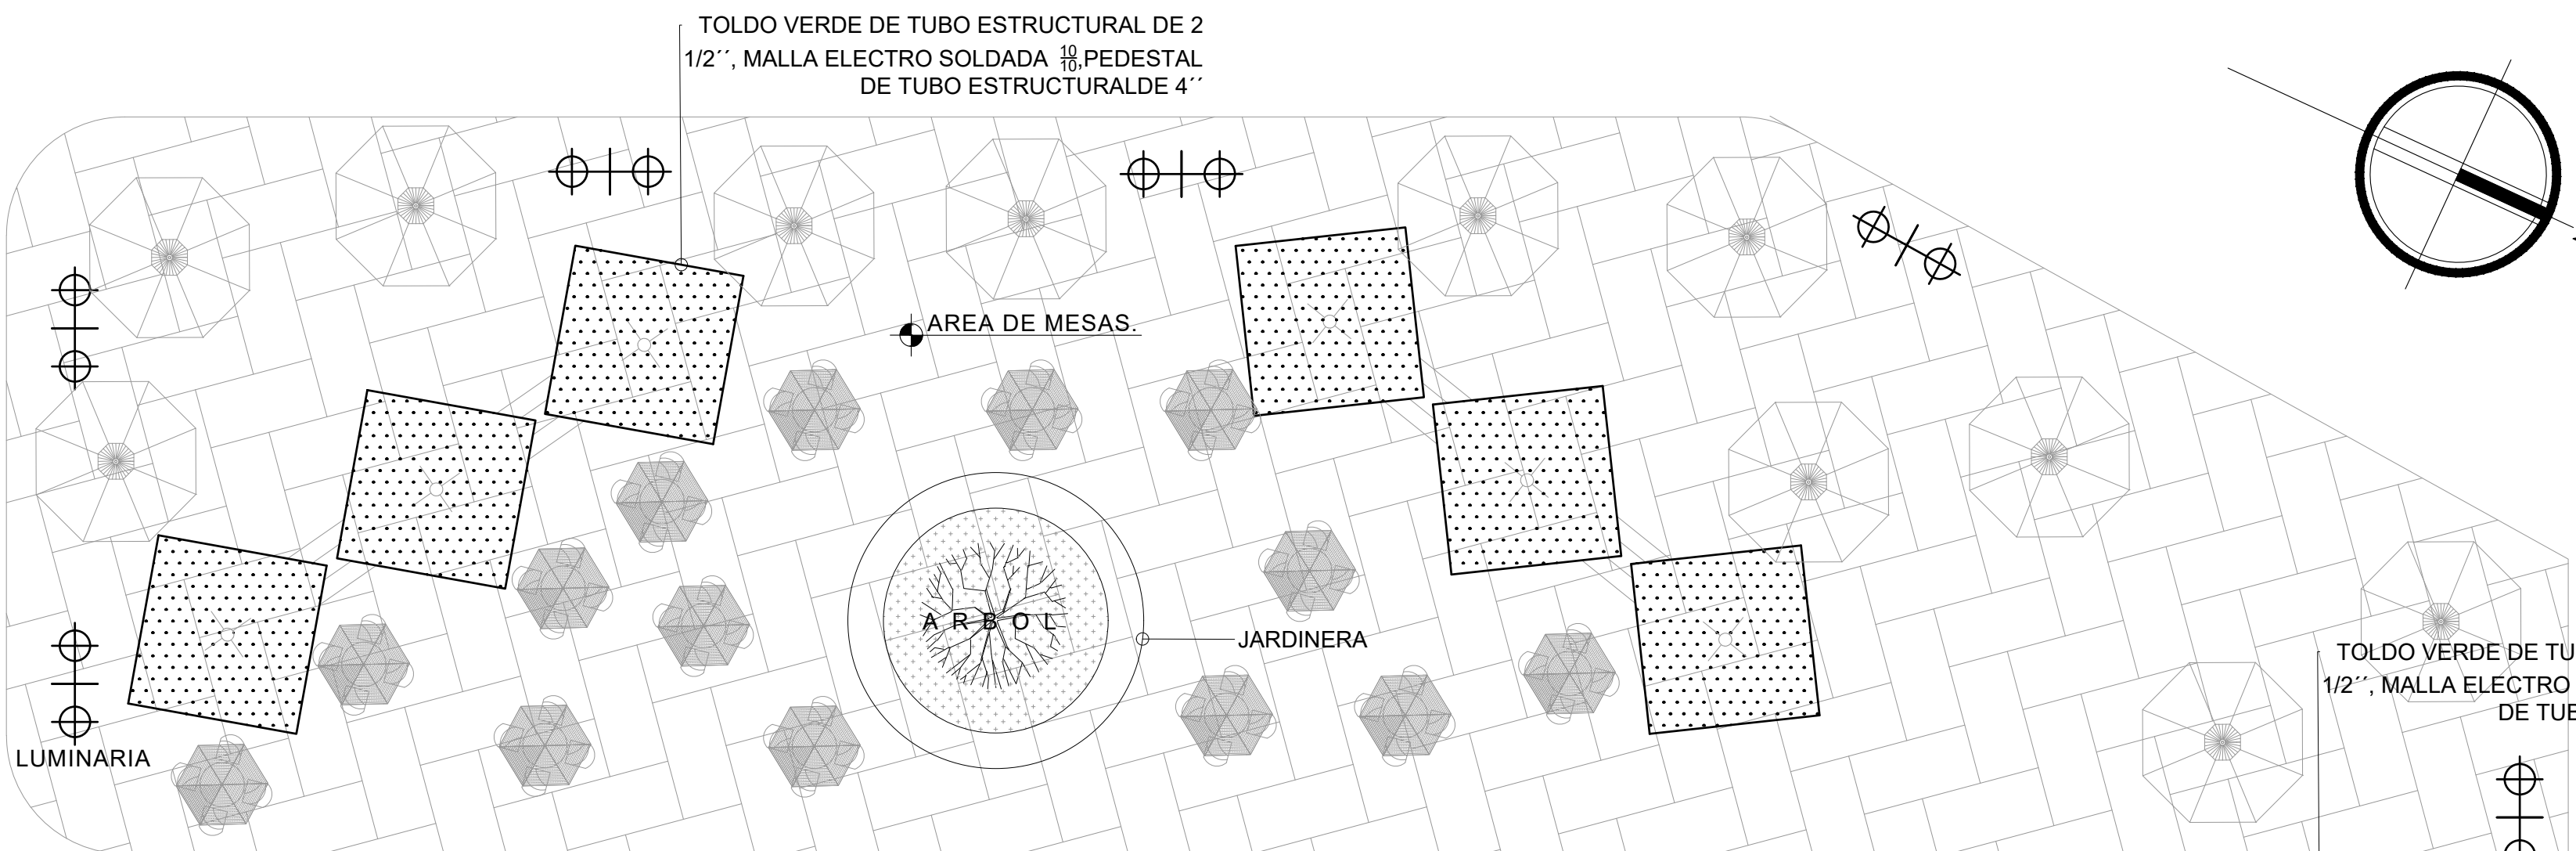 TOLDO VERDE DE TUBO ESTRUCTURAL DE 2
1/2´´, MALLA ELECTRO SOLDADA 10/10,PEDESTAL
DE TUBO ESTRUCTURALDE 4´´
AREA DE MESAS.
ARBOL
JARDINERA
LUMINARIA
TOLDO VERDE DE TU
1/2´´, MALLA ELECTRO
DE TUB